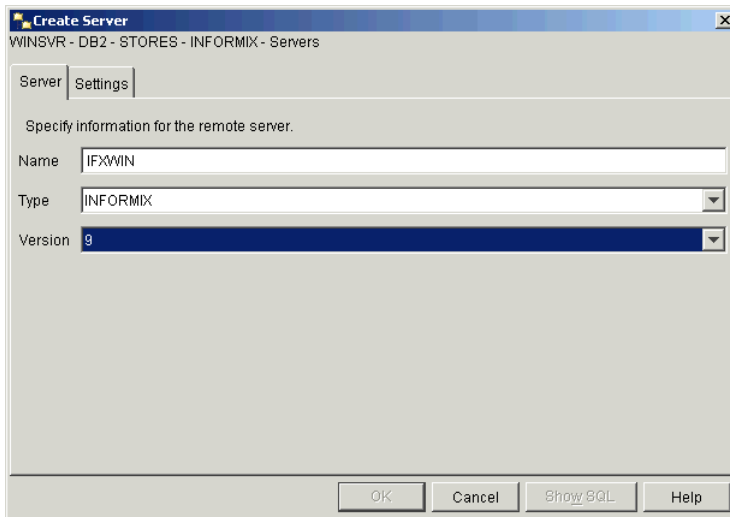 Create Server
WINSVR - DB2 - STORES - INFORMIX - Servers
Server Settings
Specify information for the remote server.
Name IFXWIN
Type INFORMIX
Version 9
OK Cancel Show SQL Help